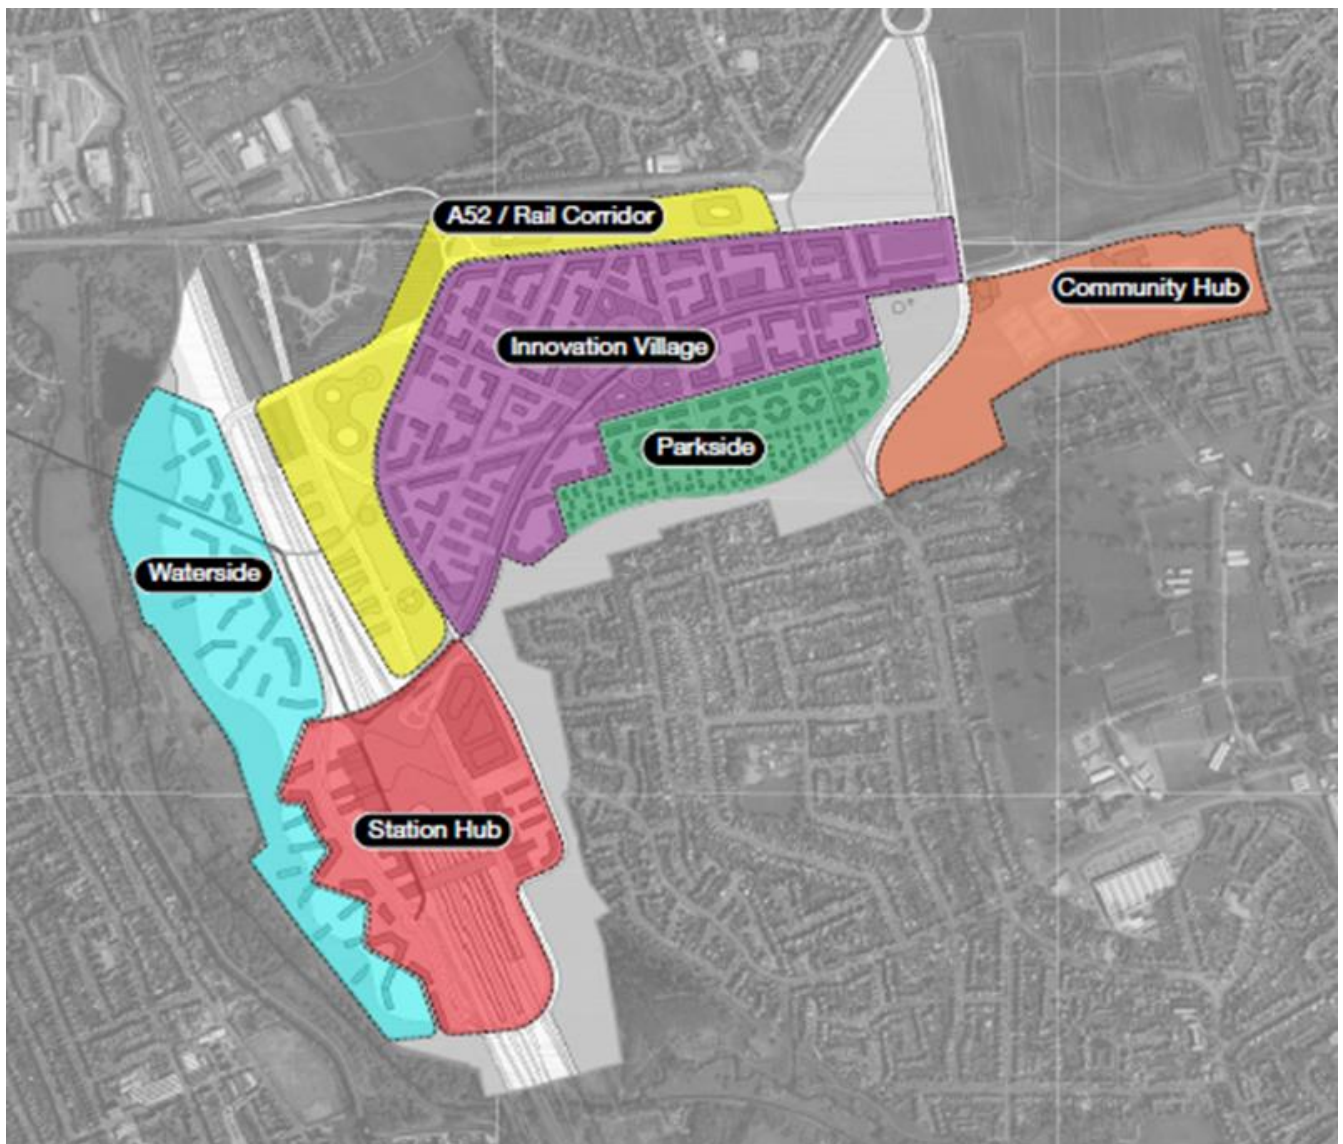 A52 / Rail Corridor
Community Hub
Innovation Village
Parkside
Waterside
Station Hub